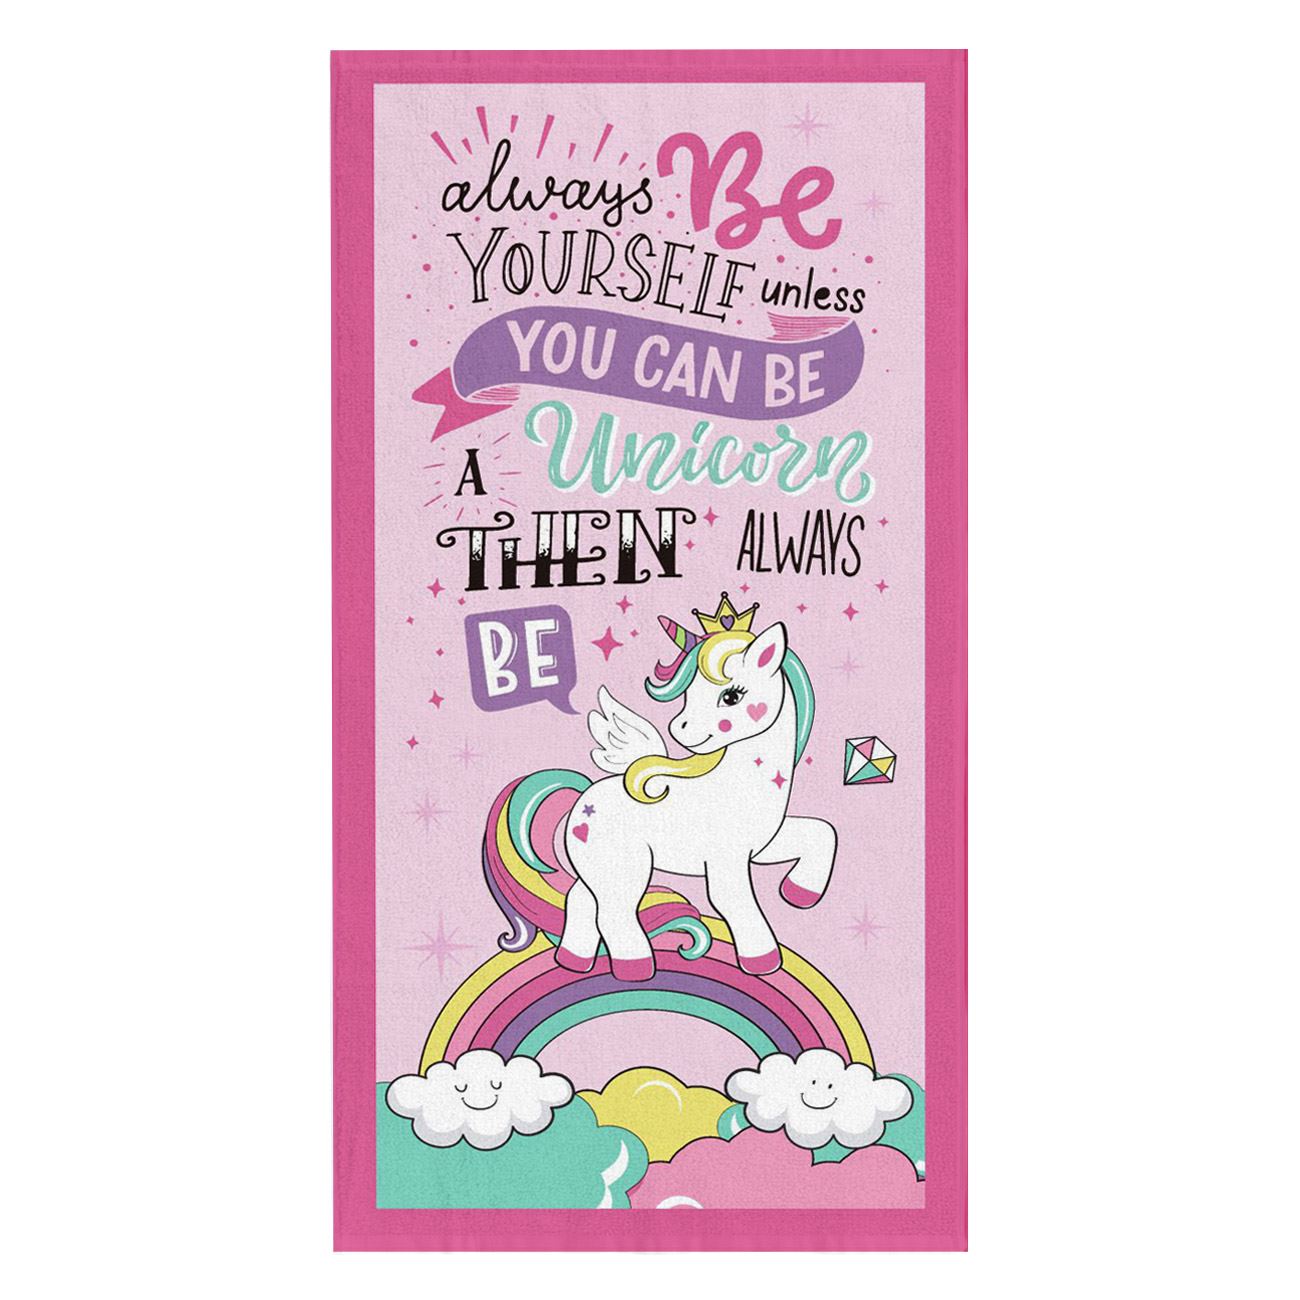 always Be
YOURSELF unless
YOU CAN BE
A Unicorn
THEN ALWAYS
BE